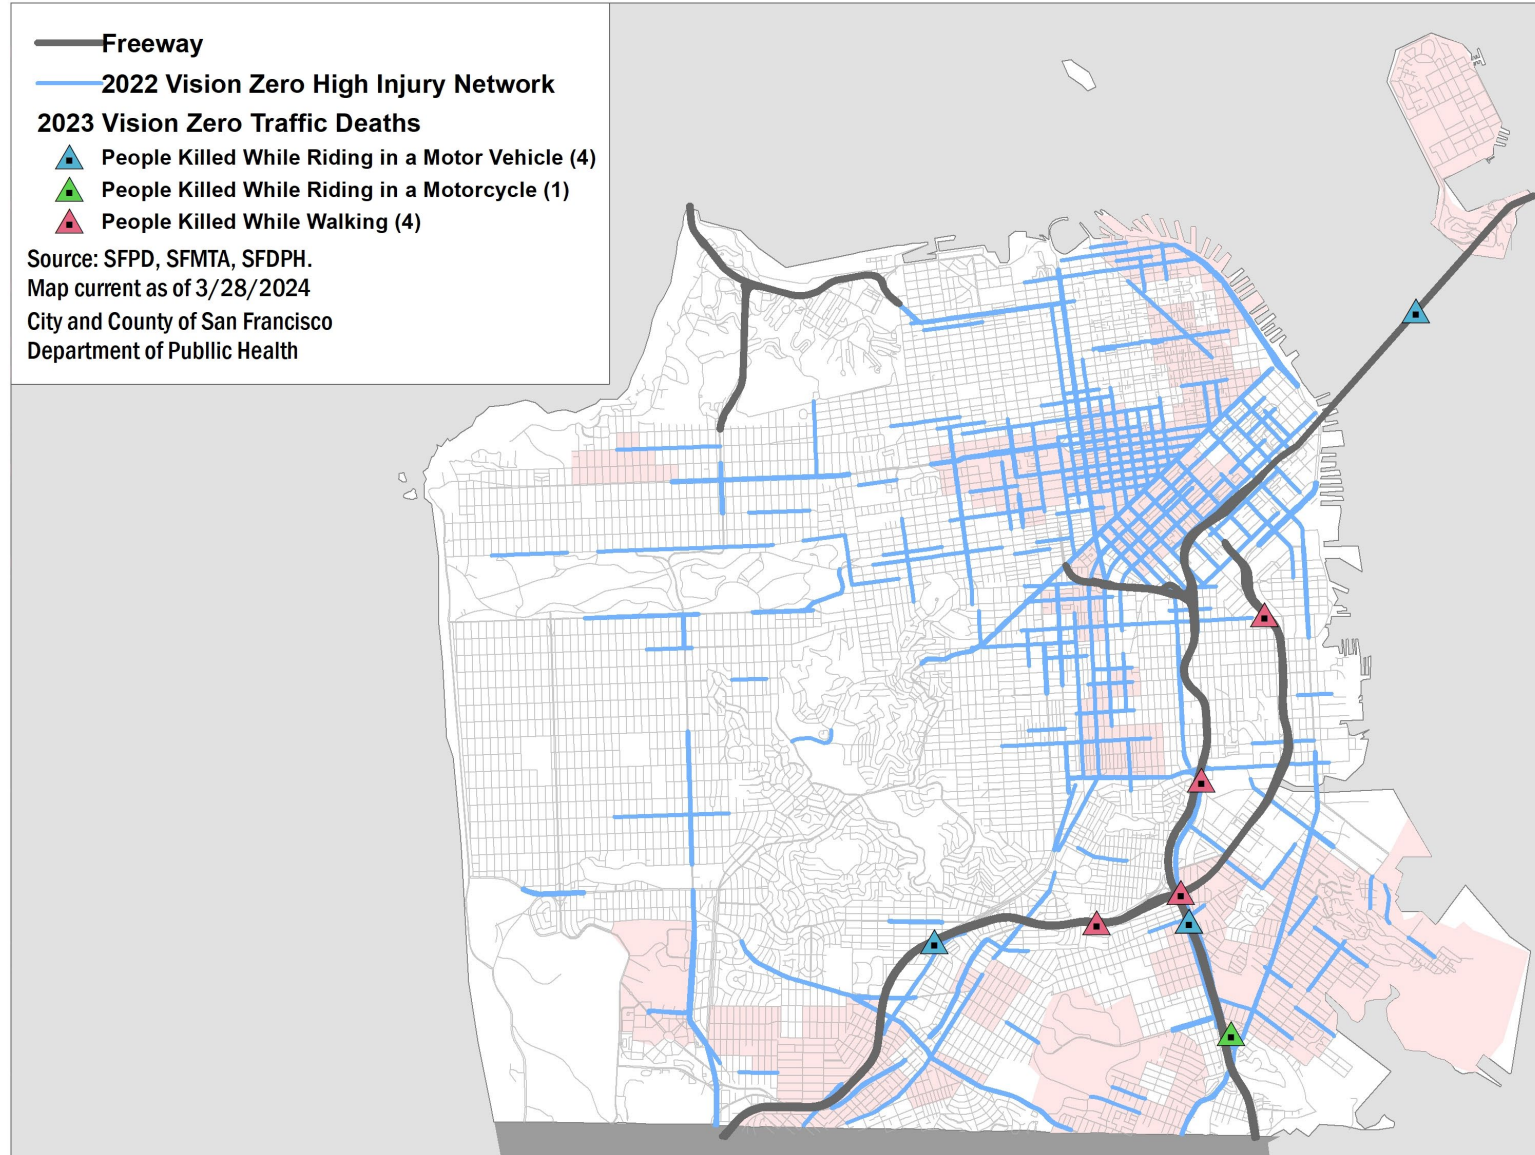 Freeway
2022 Vision Zero High Injury Network
2023 Vision Zero Traffic Deaths
People Killed While Riding in a Motor Vehicle (4)
People Killed While Riding in a Motorcycle (1)
People Killed While Walking (4)
Source: SFPD, SFMTA, SFDPH.
Map current as of 3/28/2024
City and County of San Francisco
Department of Publlic Health